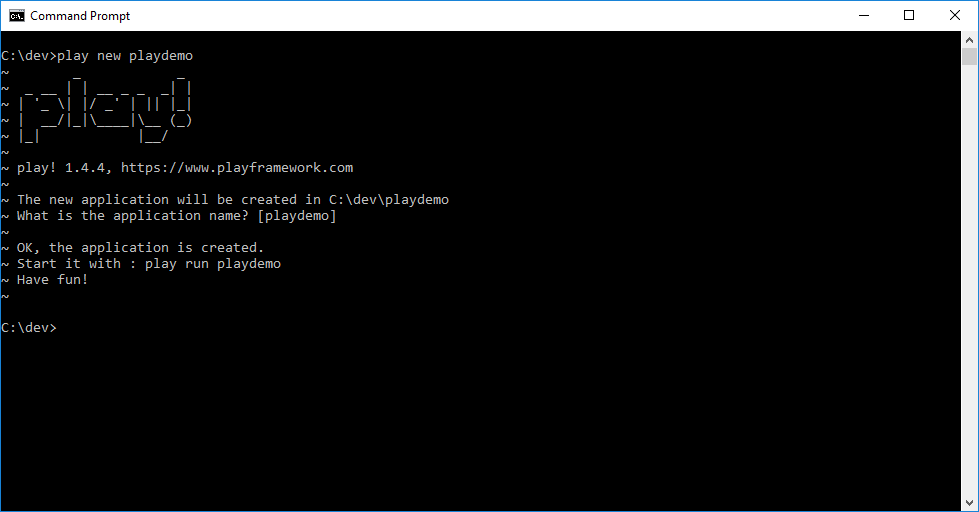 Command Prompt
C:\dev>play new playdemo
~        _            _
~  _ __ | | __ _ _  _| |
~ | '_ \| |/ _' | || |_|
~ |  __/|_|\____|\__ (_)
~ |_|            |__/
~
~ play! 1.4.4, https://www.playframework.com
~
~ The new application will be created in C:\dev\playdemo
~ What is the application name? [playdemo]
~
~ OK, the application is created.
~ Start it with : play run playdemo
~ Have fun!
~
C:\dev>